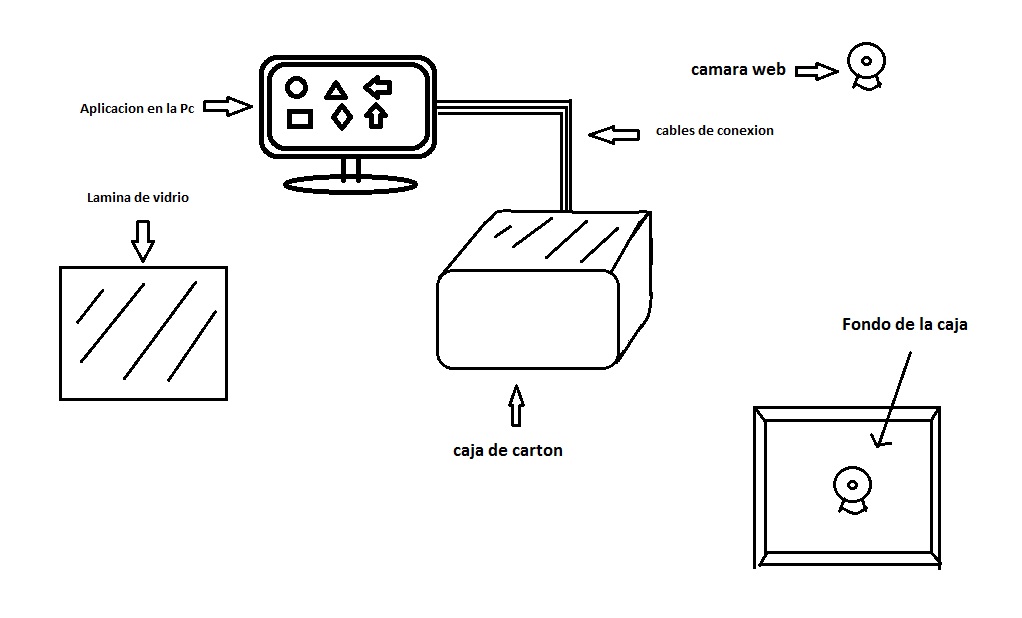 camara web
Aplicacion en la Pc
cables de conexion
Lamina de vidrio
Fondo de la caja
caja de carton